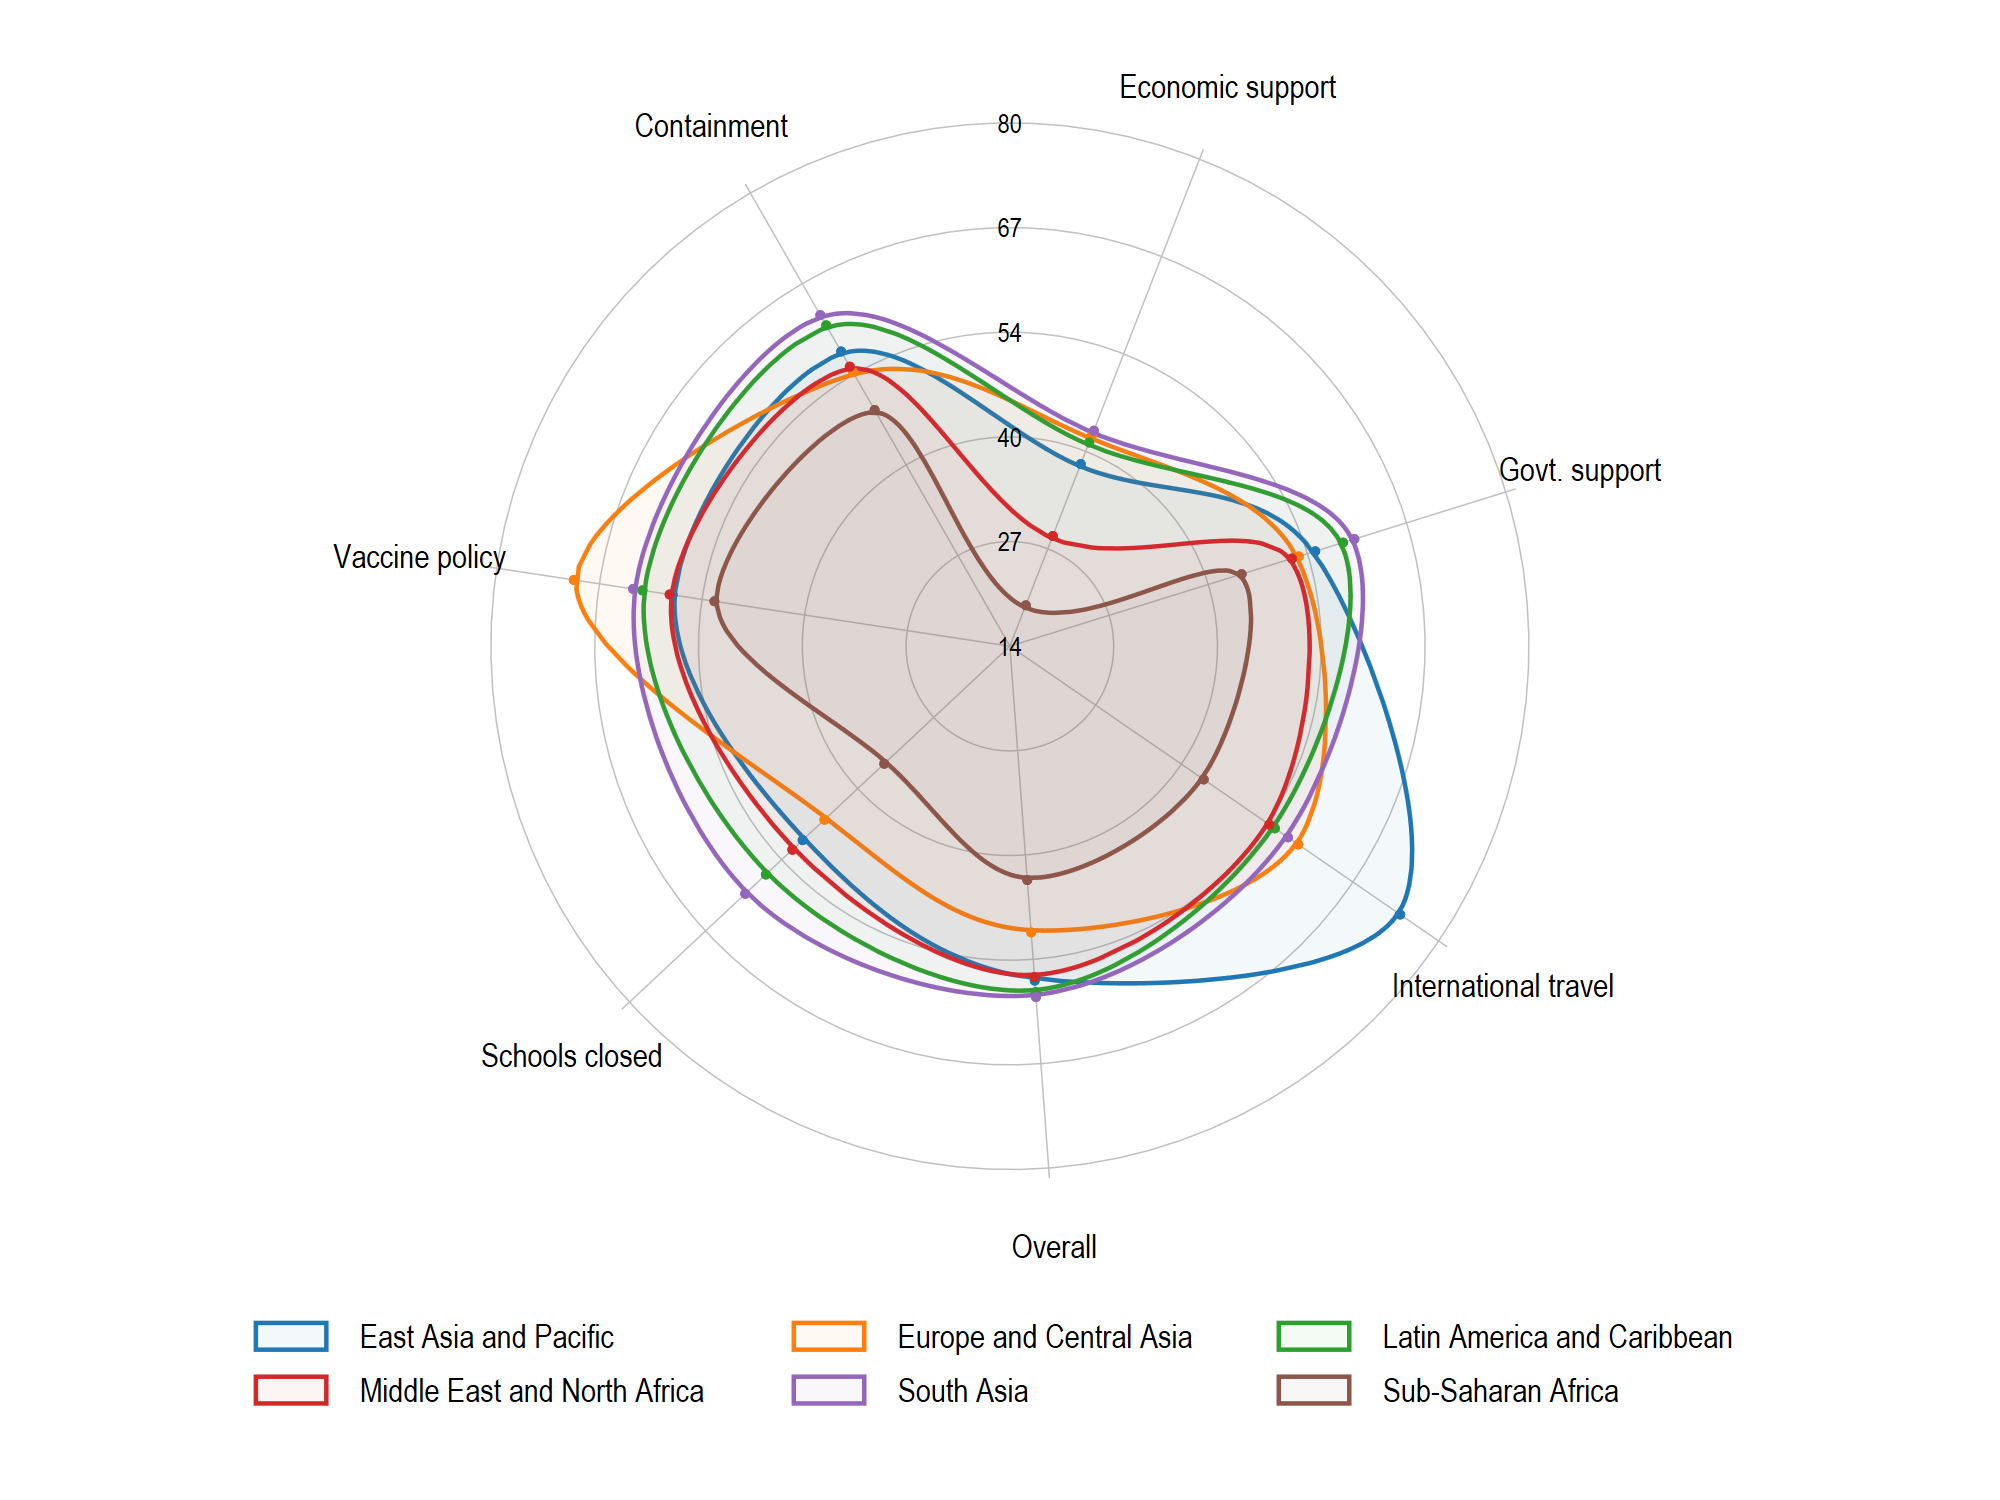 Economic support
Containment
80
67
54
40
27
14
Govt. support
Vaccine policy
International travel
Schools closed
Overall
East Asia and Pacific
Europe and Central Asia
Latin America and Caribbean
Middle East and North Africa
South Asia
Sub-Saharan Africa